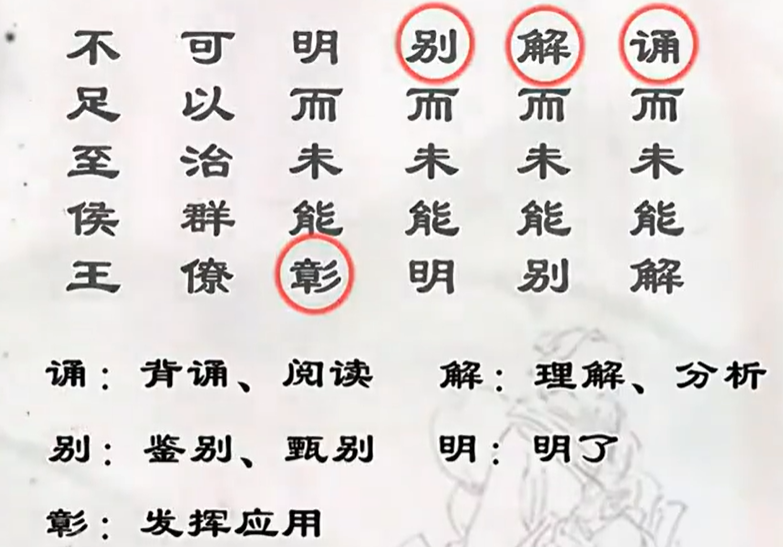 诵而未能解
解而未能别
别而未能明
明而未能彰
可以治群僚
不足至侯王
诵：背诵、阅读
解：理解、分析
别：鉴别、甄别
明：明了
彰：发挥应用